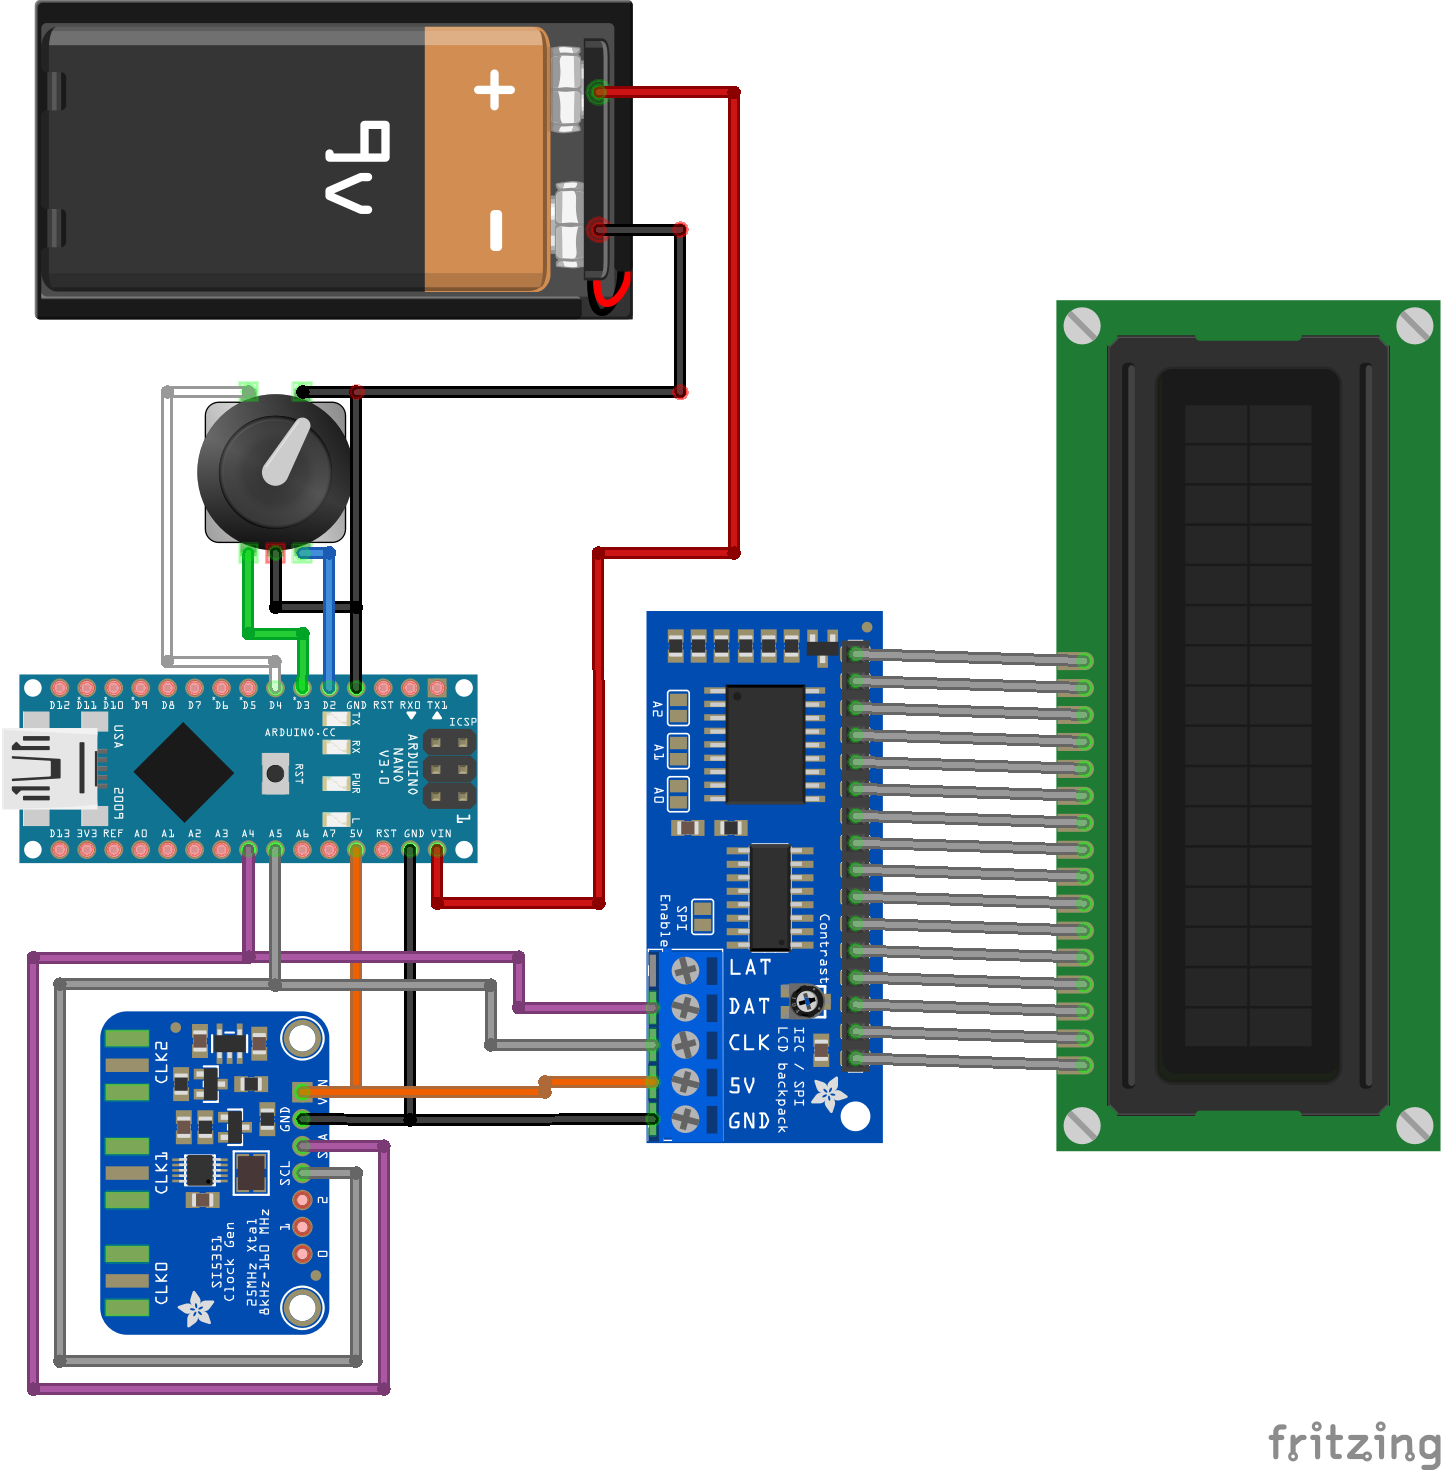 +
9V
−
D12 D11 D10 D9 D8 D7 D6 D5 D4 D3 D2 GND RST RX0 TX1
USA
2009
ARDUINO.CC
RST
TX
RX
PWR
L
ARDUINO
NANO
V3.0
ICSP
1
D13 3V3 REF A0 A1 A2 A3 A4 A5 A6 A7 5V RST GND VIN
A2
A1
A0
SPI
Enable
Contrast
LAT
DAT
CLK
5V
GND
I2C / SPI
LCD backpack
CLK2
CLK1
CLK0
GND
SCL
2
1
0
SI5351
Clock Gen
25MHz Xtal
8kHz-160 MHz
fritzing